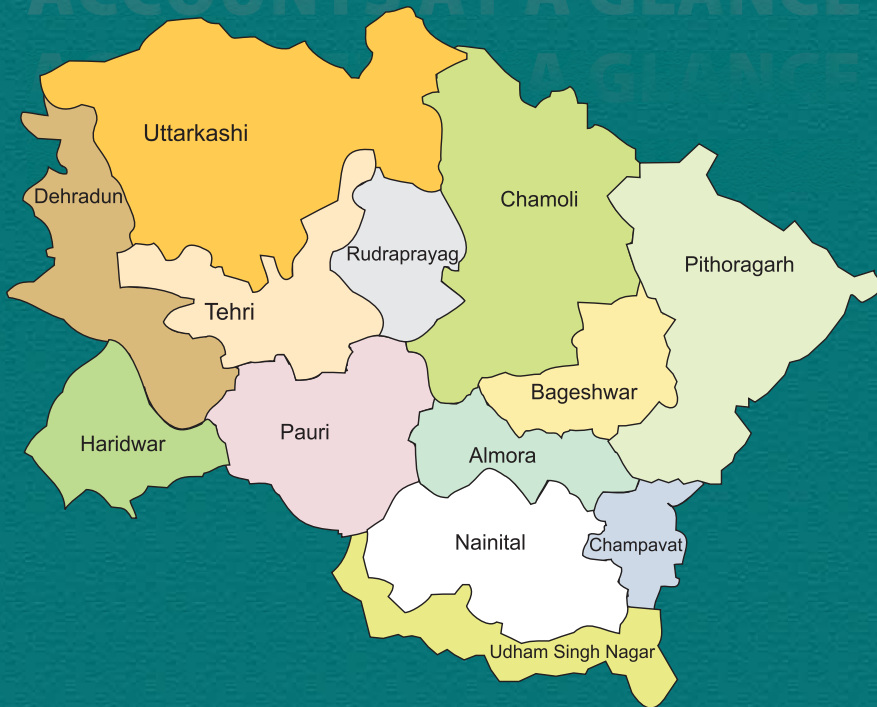 ACCOUNTS AT A GLANCE
A GLANCE
Uttarkashi
Dehradun
Chamoli
Rudraprayag
Pithoragarh
Tehri
Bageshwar
Pauri
Haridwar
Almora
Nainital
Champavat
Udham Singh Nagar